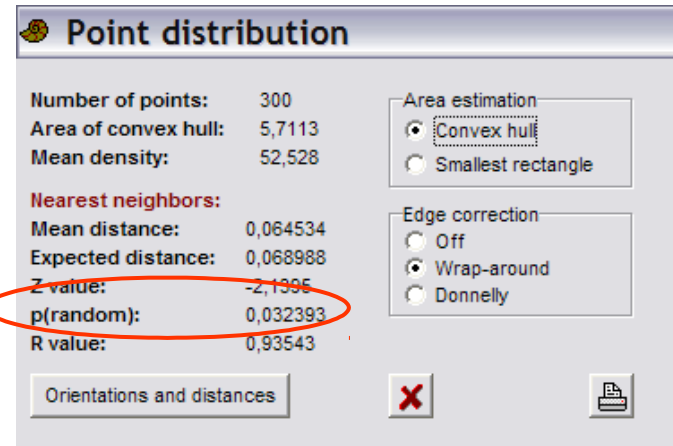 Point distribution
Number of points: 300
Area of convex hull: 5,7113
Mean density: 52,528
Nearest neighbors:
Mean distance: 0,064534
Expected distance: 0,068988
Z value: -2,1395
p(random): 0,032393
R value: 0,93543
Orientations and distances
Area estimation
Convex hull
Smallest rectangle
Edge correction
Off
Wrap-around
Donnelly